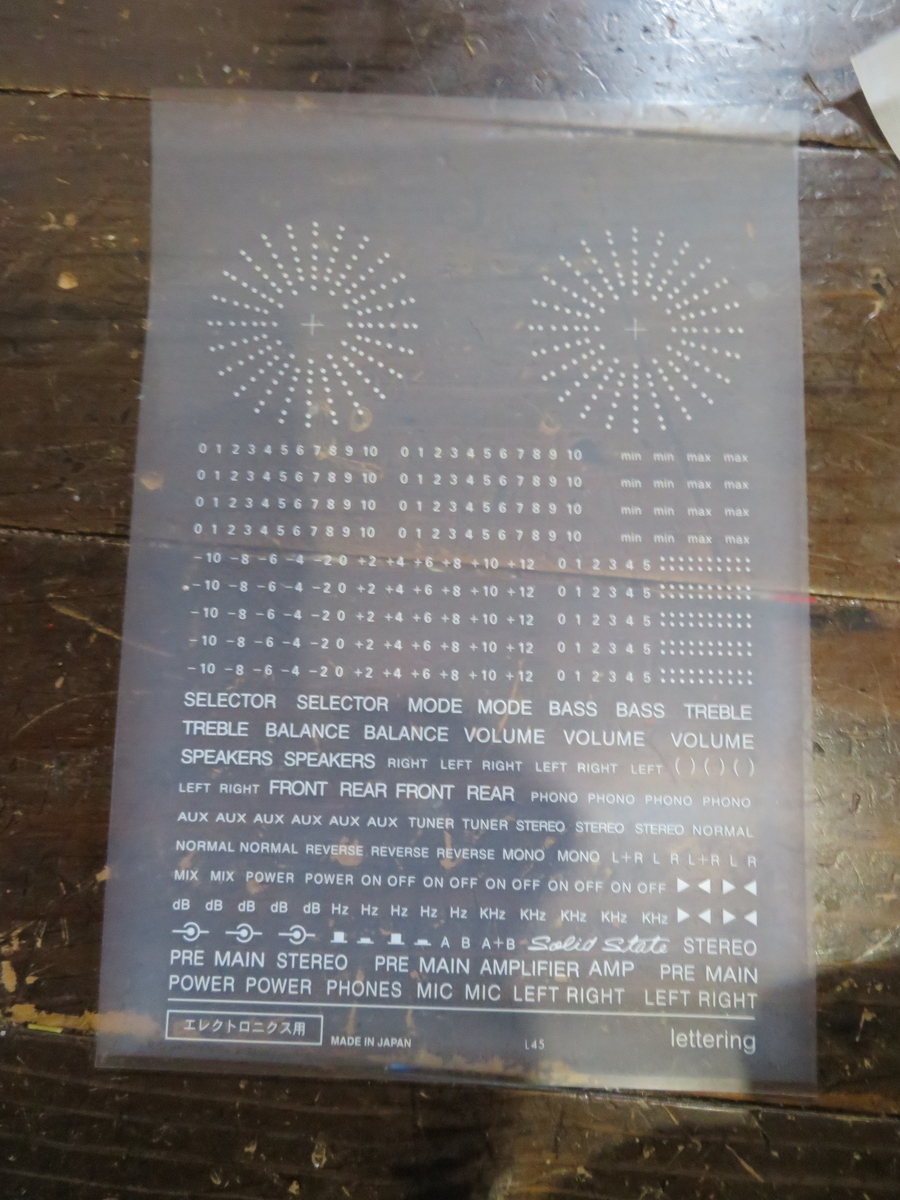 0 1 2 3 4 5 6 7 8 9 10 0 1 2 3 4 5 6 7 8 9 10 min min max max
0 1 2 3 4 5 6 7 8 9 10 0 1 2 3 4 5 6 7 8 9 10 min min max max
0 1 2 3 4 5 6 7 8 9 10 0 1 2 3 4 5 6 7 8 9 10 min min max max
0 1 2 3 4 5 6 7 8 9 10 0 1 2 3 4 5 6 7 8 9 10 min min max max
−10 −8 −6 −4 −2 0 +2 +4 +6 +8 +10 +12 0 1 2 3 4 5
−10 −8 −6 −4 −2 0 +2 +4 +6 +8 +10 +12 0 1 2 3 4 5
−10 −8 −6 −4 −2 0 +2 +4 +6 +8 +10 +12 0 1 2 3 4 5
−10 −8 −6 −4 −2 0 +2 +4 +6 +8 +10 +12 0 1 2 3 4 5
−10 −8 −6 −4 −2 0 +2 +4 +6 +8 +10 +12 0 1 2 3 4 5
SELECTOR SELECTOR MODE MODE BASS BASS TREBLE
TREBLE BALANCE BALANCE VOLUME VOLUME VOLUME
SPEAKERS SPEAKERS RIGHT LEFT RIGHT LEFT RIGHT LEFT ( ) ( ) ( )
LEFT RIGHT FRONT REAR FRONT REAR PHONO PHONO PHONO PHONO
AUX AUX AUX AUX AUX AUX TUNER TUNER STEREO STEREO STEREO NORMAL
NORMAL NORMAL REVERSE REVERSE REVERSE MONO MONO L+R L R L+R L R
MIX MIX POWER POWER ON OFF ON OFF ON OFF ON OFF ON OFF ▶ ◀ ▶ ◀
dB dB dB dB dB Hz Hz Hz Hz Hz KHz KHz KHz KHz KHz ▶ ◀ ▶ ◀
A B A+B Solid State STEREO
PRE MAIN STEREO PRE MAIN AMPLIFIER AMP PRE MAIN
POWER POWER PHONES MIC MIC LEFT RIGHT LEFT RIGHT
エレクトロニクス用 MADE IN JAPAN L45 lettering